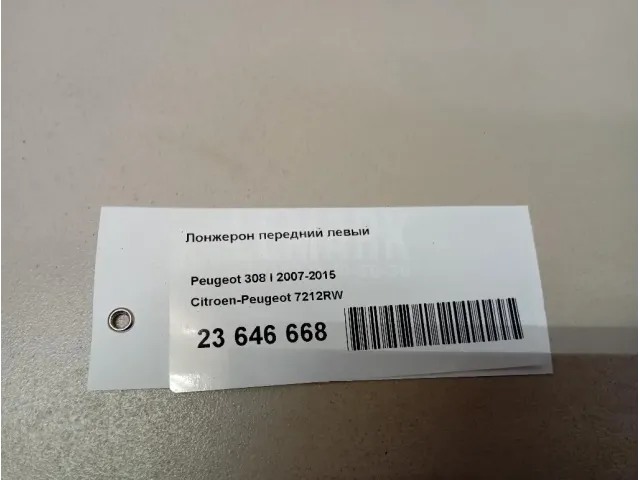 Лонжерон передний левый
Peugeot 308 I 2007-2015
Citroen-Peugeot 7212RW
23 646 668